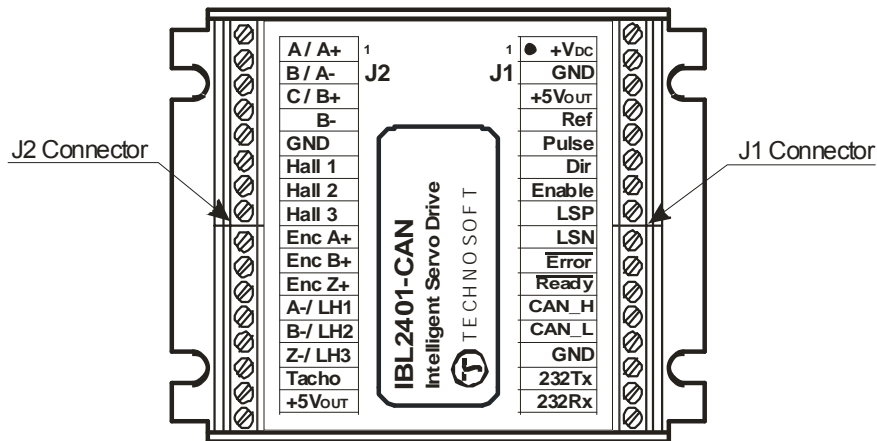 J2 Connector
A / A+
B / A-
C / B+
B-
GND
Hall 1
Hall 2
Hall 3
Enc A+
Enc B+
Enc Z+
A-/ LH1
B-/ LH2
Z-/ LH3
Tacho
+5VOUT
1
J2
IBL2401-CAN
Intelligent Servo Drive
TECHNOSOFT
1
J1
+VDC
GND
+5VOUT
Ref
Pulse
Dir
Enable
LSP
LSN
Error
Ready
CAN_H
CAN_L
GND
232Tx
232Rx
J1 Connector